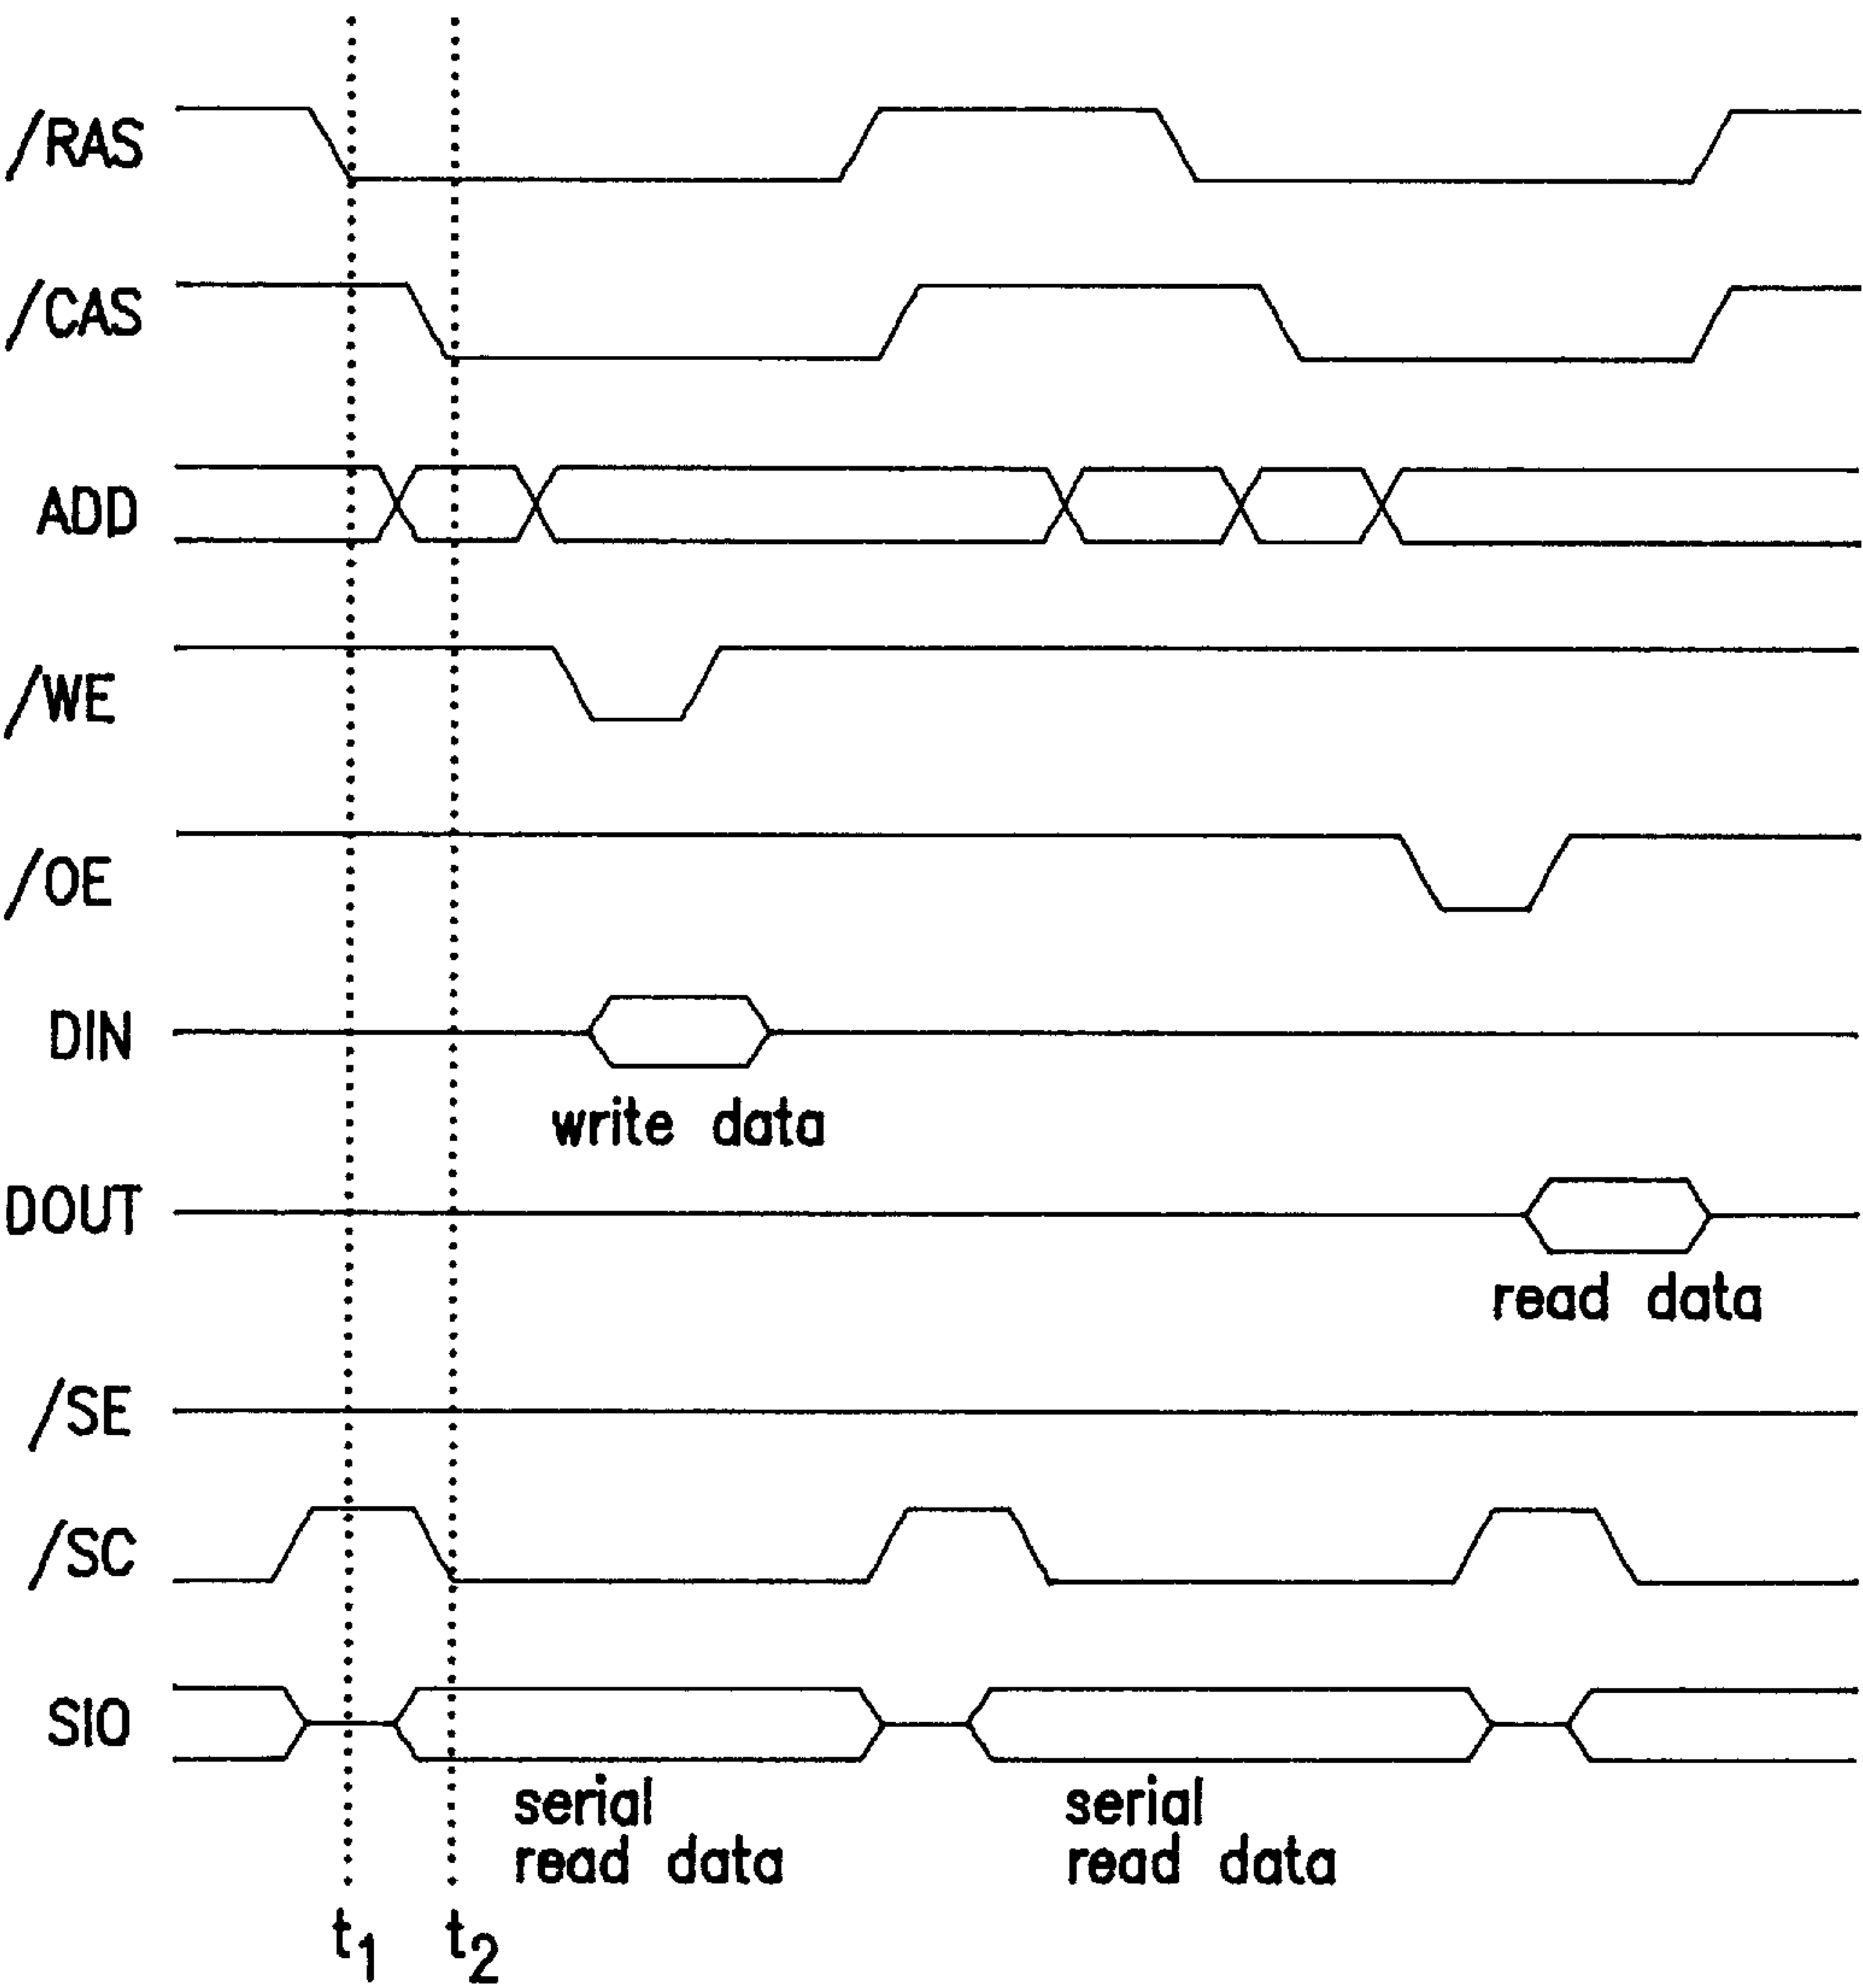 /RAS
/CAS
ADD
/WE
/OE
DIN
write data
DOUT
read data
/SE
/SC
SIO
serial
read data
serial
read data
t1
t2